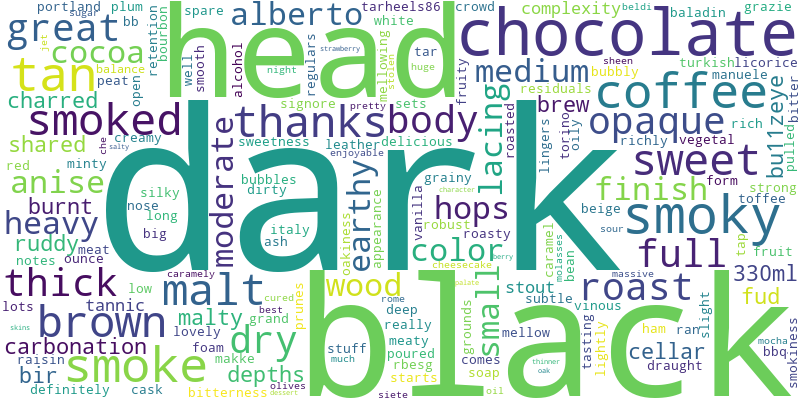 portland plum
sugar
great bb
cocoa
tan
balance
jet
peat
open
retention
bourbon
spare
well
smooth
alberto
head
alcohol
night
strawberry
regulars
tarheels86
white
mellowing
stolen
tar
huge
crowd
complexity
baladin
grazie
beldi
chocolate
medium
bubbly
sheen
turkish
licorice
manuele
bitter
fruity
residuals
coffee
charred
smoked
signore
pretty
sets
thanks
body
lacing
roasted
brew
opaque
rich
bu11zeye
pulled
shared
che
salty
creamy
minty
red
anise
silky
nose
long
burnt
heavy
big
ruddy
meat
notes
ounce
moderate
sweetness
leather
delicious
enjoyable
bubbles
dirty
italy
ash
dark
earthy
oakiness
appearance
grainy
character
vanilla
robust
hops
roasty
color
cheesecake
berry
lingers
torino
oily
richly
vegetal
sweet
form
strong
finish
toffee
beige
smoky
sour
caramel
molasses
bean
full
tap
fruit
330ml
thick
low
caramely
malt
lots
tannic
brown
malty
cured
best
grand
prunes
wood
rome
deep
really
meaty
poured
grounds
small
stout
subtle
vinous
massive
roast
slight
fud
ham
ran
mocha
carbonation
lovely
foam
dry
raisin
bir
smoke
makke
depths
skins
definitely
cask
bitterness
olives
dessert
stuff
much
rbesg
starts
siete
black
palate
mellow
comes
soap
oil
thinner
oak
tasting
lightly
cellar
draught
bbq
smokiness